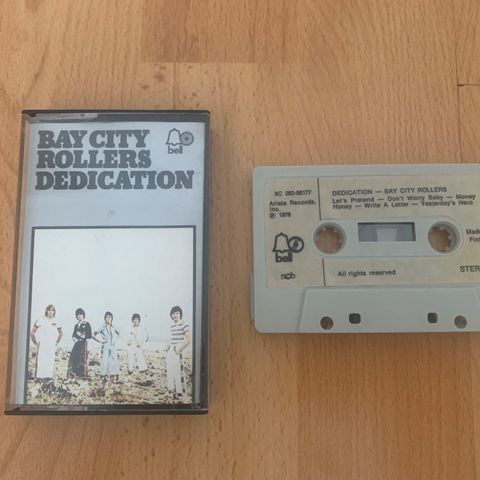 BAY CITY
ROLLERS
DEDICATION
bell
9C 262-98177
Arista Records,
Inc.
℗ 1976
DEDICATION — BAY CITY ROLLERS
Let's Pretend — Don't Worry Baby — Money
Honey — Write A Letter — Yesterday's Hero
Made
Finl
bell
ncb
All rights reserved
STER